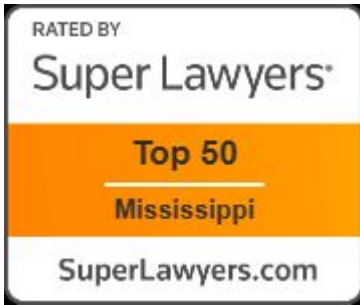 RATED BY
Super Lawyers®
Top 50
Mississippi
SuperLawyers.com